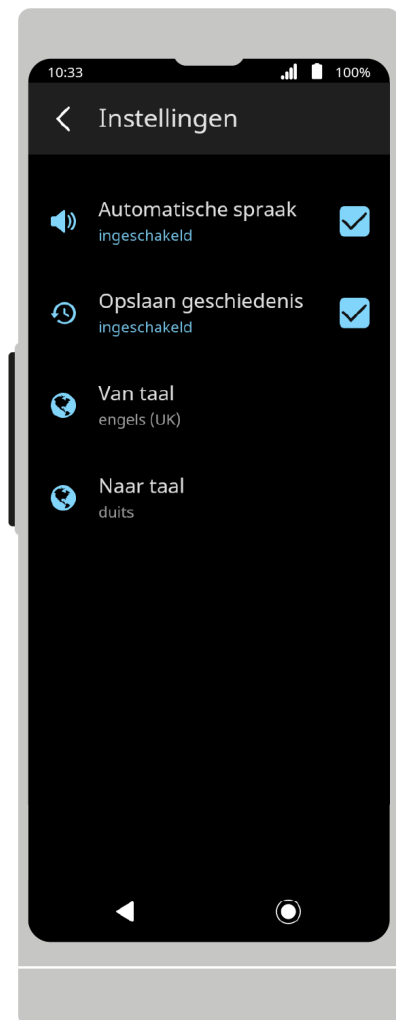 10:33 100%
Instellingen
Automatische spraak
ingeschakeld
Opslaan geschiedenis
ingeschakeld
Van taal
engels (UK)
Naar taal
duits